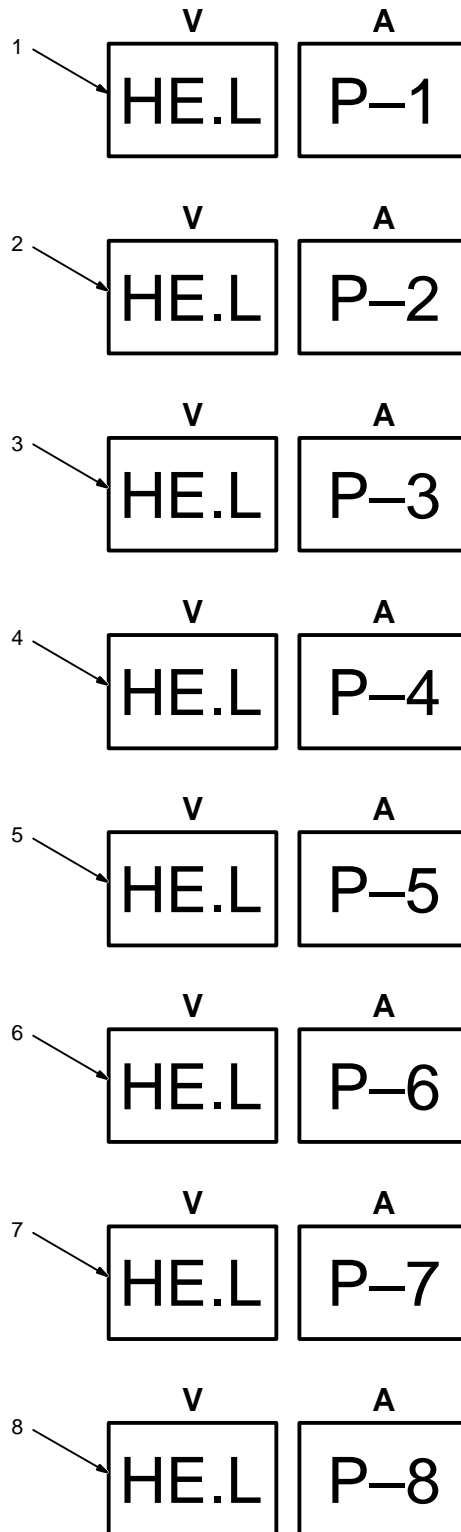 V A
1 HE.L P–1
V A
2 HE.L P–2
V A
3 HE.L P–3
V A
4 HE.L P–4
V A
5 HE.L P–5
V A
6 HE.L P–6
V A
7 HE.L P–7
V A
8 HE.L P–8